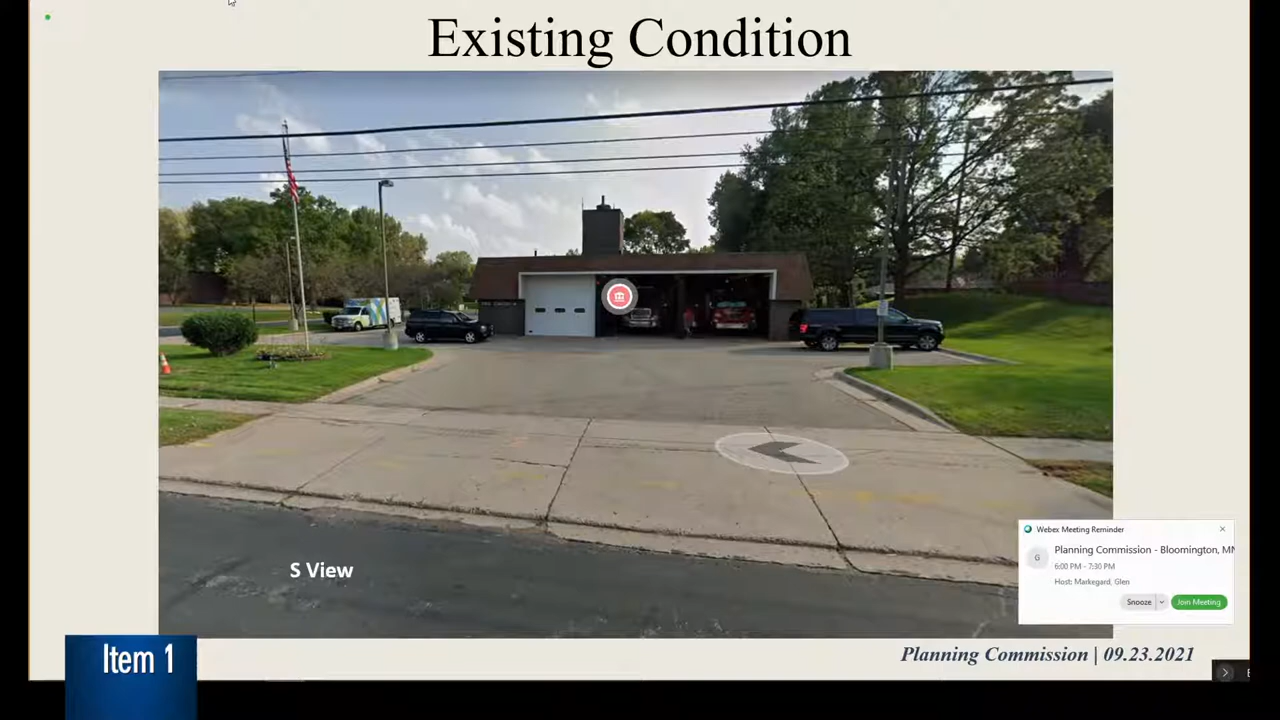 Existing Condition
S View
Webex Meeting Reminder
G
Planning Commission - Bloomington, MN
6:00 PM - 7:30 PM
Host: Markegard, Glen
Snooze
Join Meeting
Item 1
Planning Commission | 09.23.2021